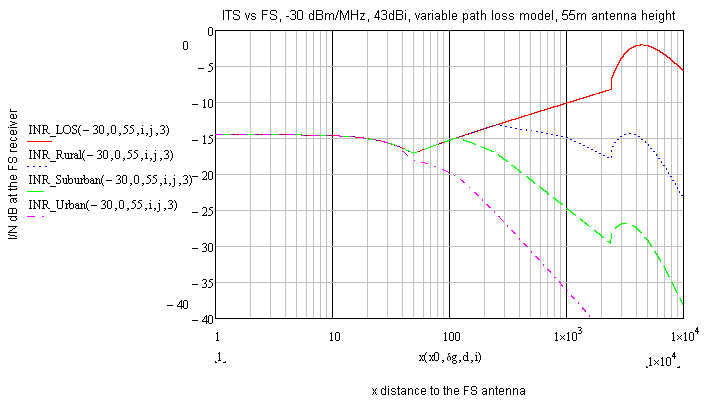 ITS vs FS, -30 dBm/MHz, 43dBi, variable path loss model, 55m antenna height
0
−5
−10
−15
−20
−25
−30
−35
−40
−40
I/N dB at the FS receiver
INR_LOS(−30,0,55,i,j,3)
INR_Rural(−30,0,55,i,j,3)
INR_Suburban(−30,0,55,i,j,3)
INR_Urban(−30,0,55,i,j,3)
1 10 100 1×10³ 1×10⁴
1 x(x0,δg,d,i) 1×10⁴
x distance to the FS antenna